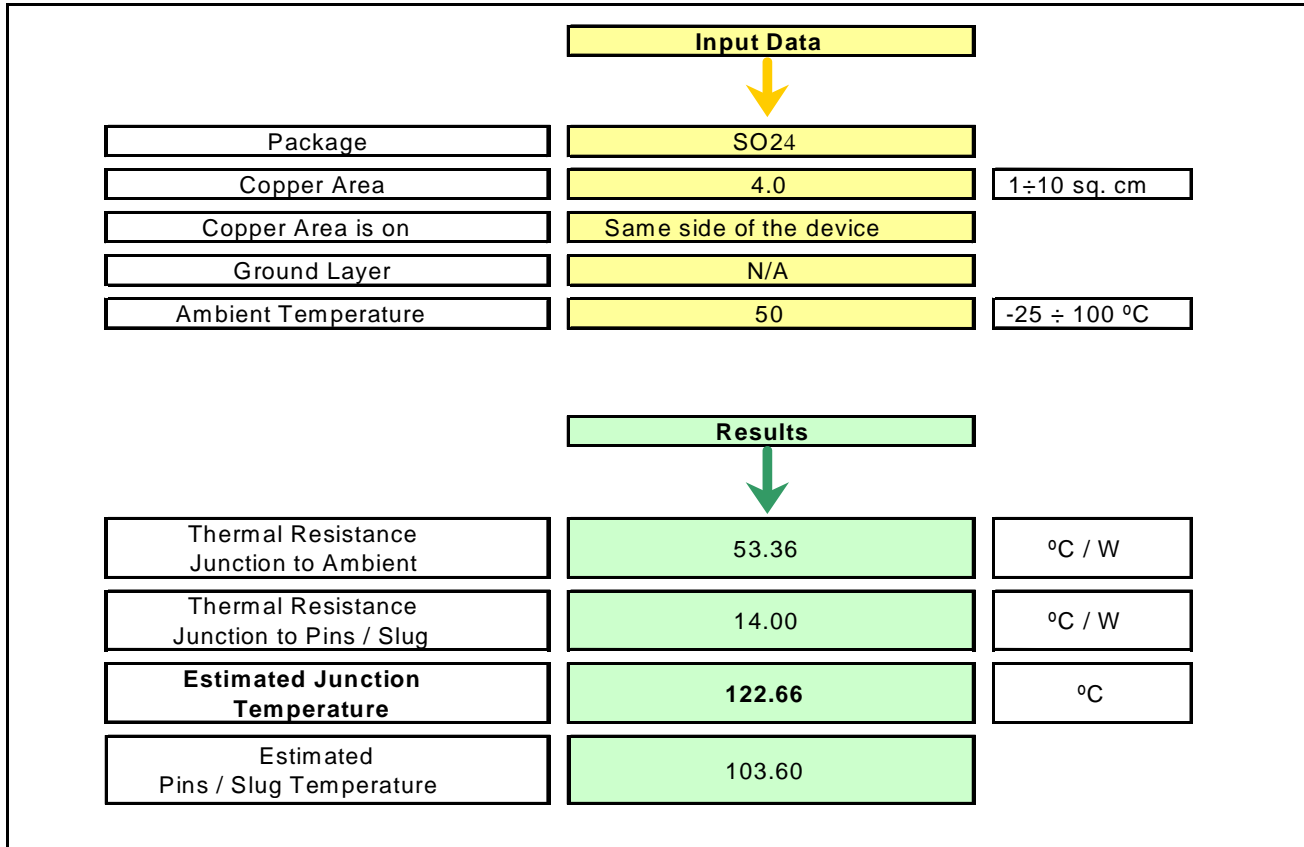 Input Data
Package
SO24
Copper Area
4.0
1÷10 sq. cm
Copper Area is on
Same side of the device
Ground Layer
N/A
Ambient Temperature
50
-25 ÷ 100 ºC
Results
Thermal Resistance
Junction to Ambient
53.36
ºC / W
Thermal Resistance
Junction to Pins / Slug
14.00
ºC / W
Estimated Junction
Temperature
122.66
ºC
Estimated
Pins / Slug Temperature
103.60